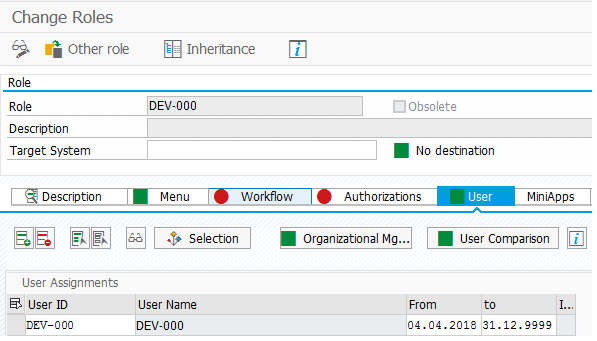 Change Roles
Other role Inheritance
Role
Role DEV-000 Obsolete
Description
Target System No destination
Description Menu Workflow Authorizations User MiniApps
Selection Organizational Mg... User Comparison
User Assignments
User ID User Name From to I...
DEV-000 DEV-000 04.04.2018 31.12.9999